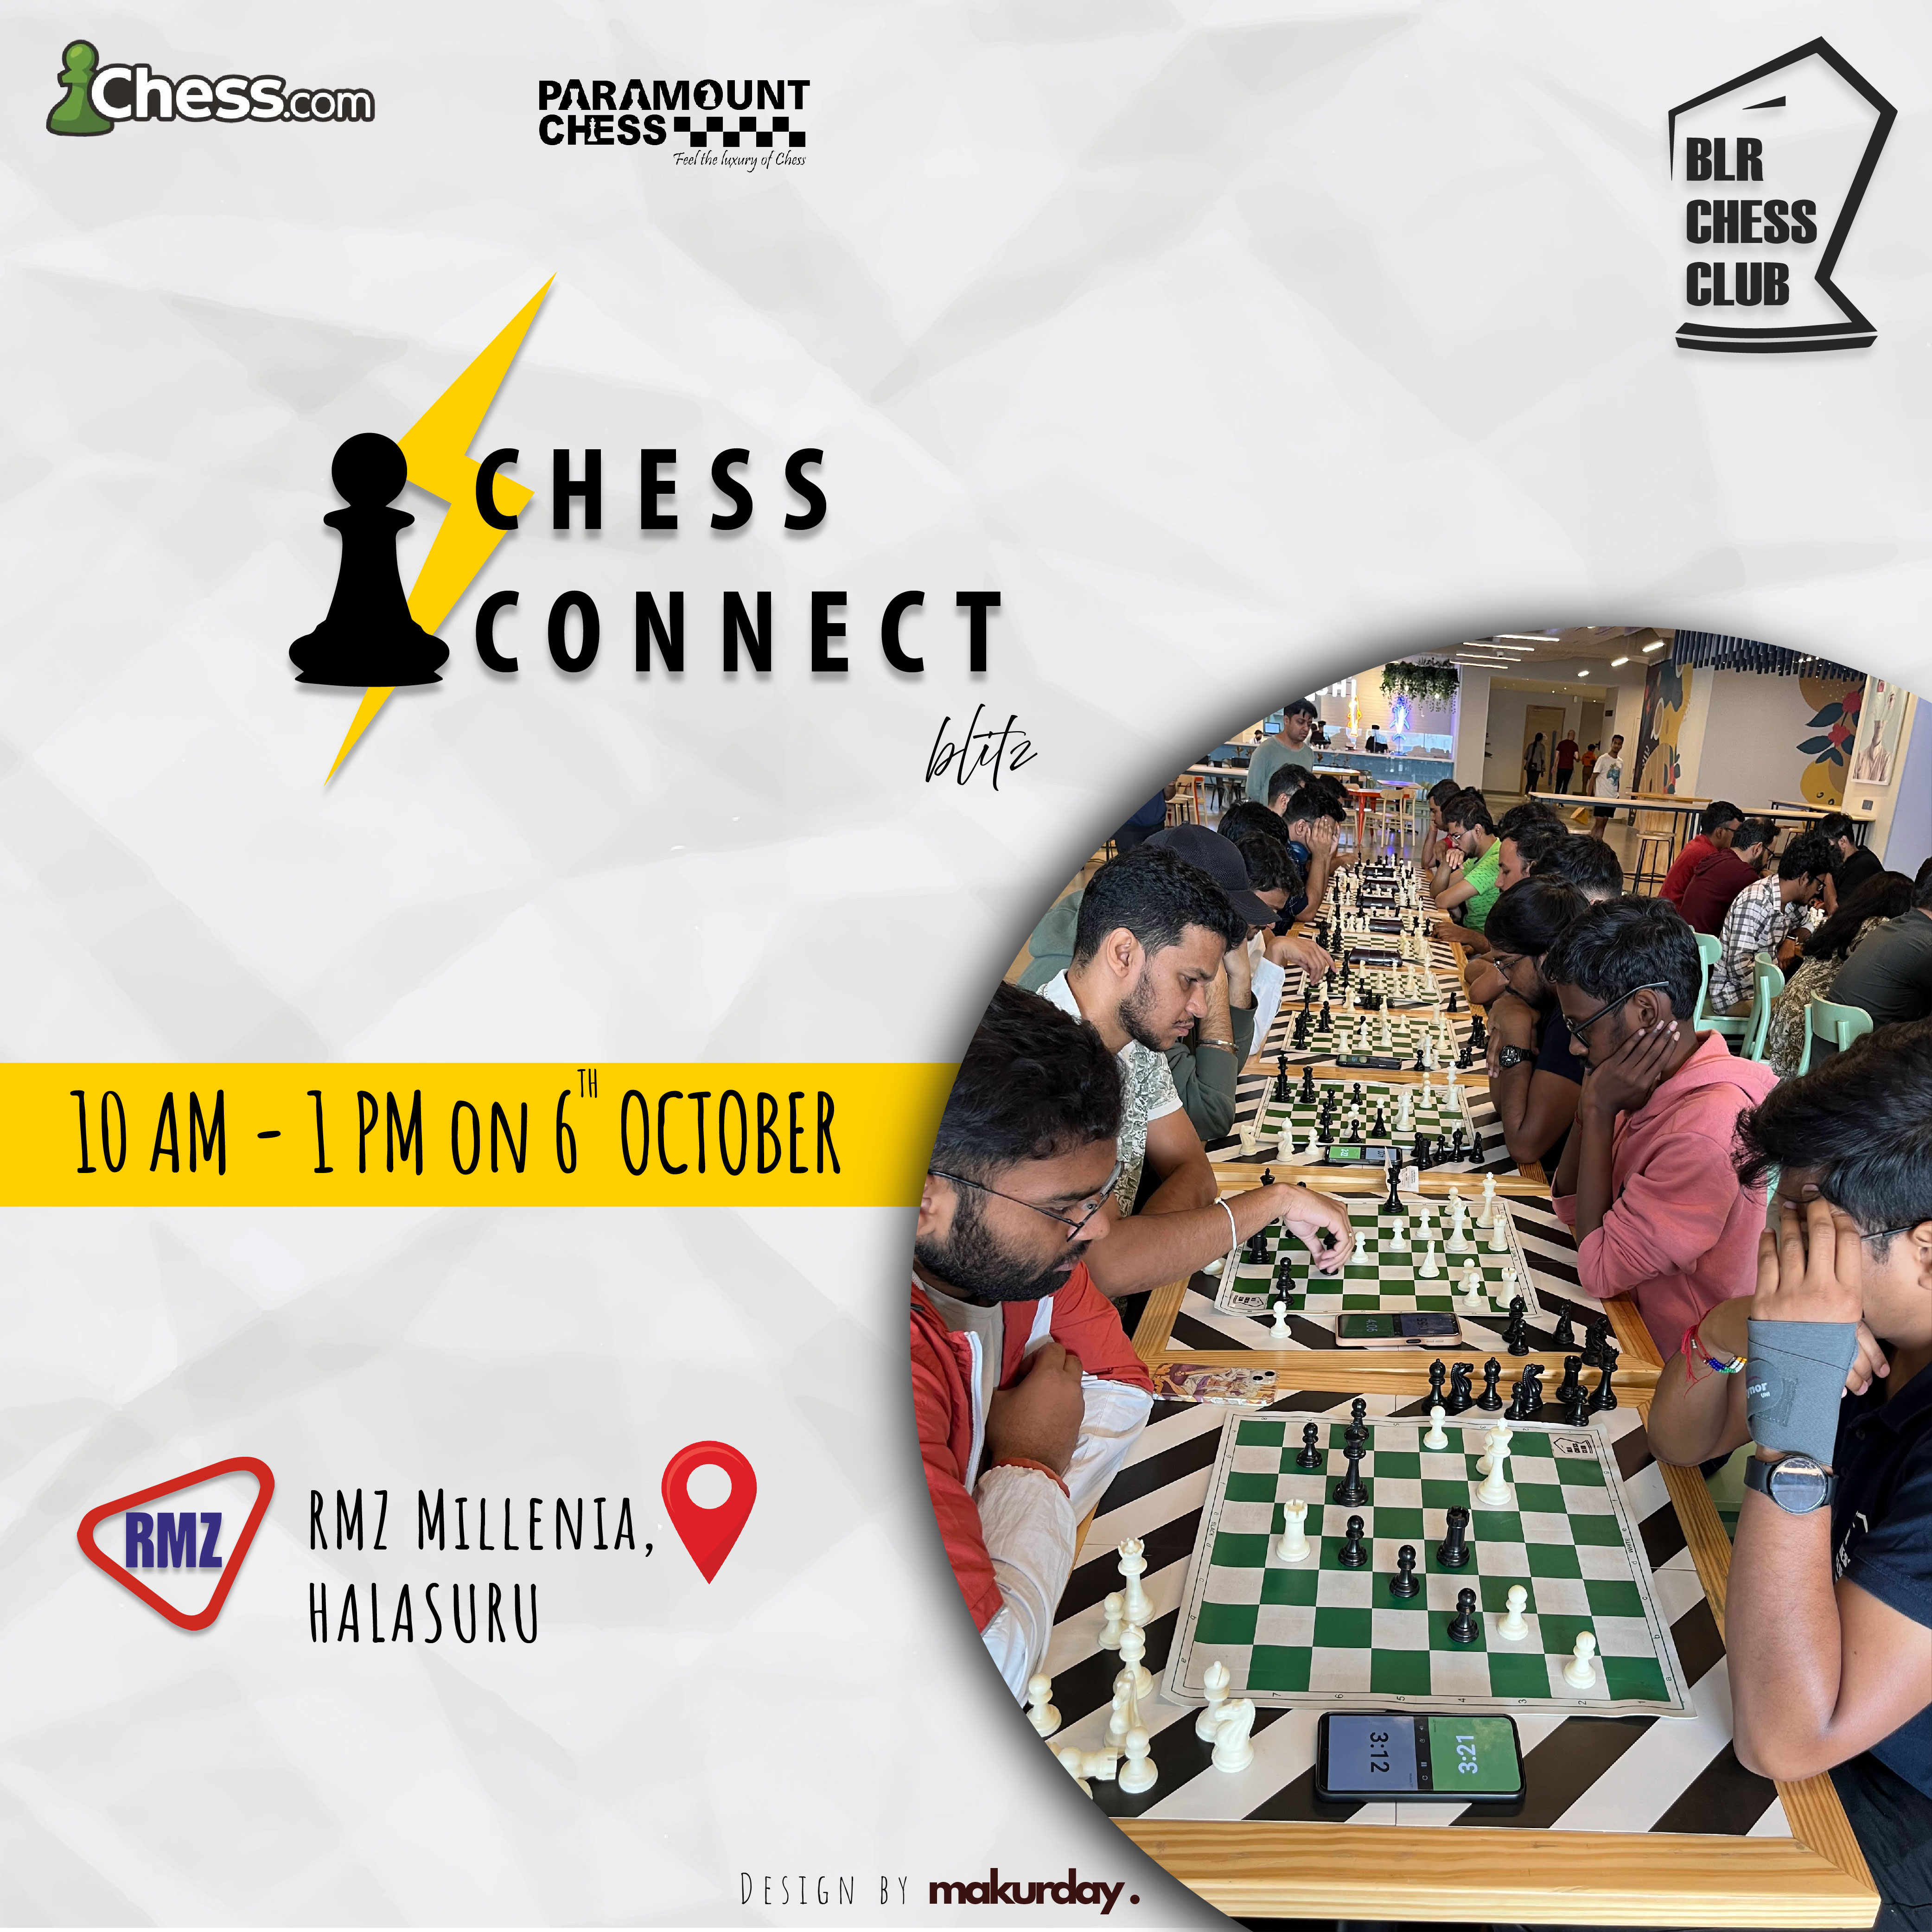 Chess.com
PARAMOUNT
CHESS
Feel the luxury of Chess
BLR
CHESS
CLUB
CHESS
CONNECT
blitz
10 AM - 1 PM ON 6TH OCTOBER
RMZ
RMZ MILLENIA,
HALASURU
3:12
3:21
DESIGN BY makurday.